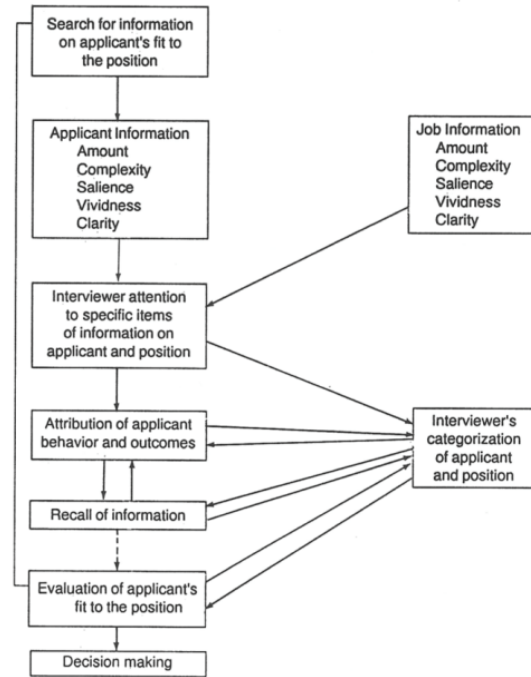 Search for information
on applicant's fit to
the position
Applicant Information
Amount
Complexity
Salience
Vividness
Clarity
Job Information
Amount
Complexity
Salience
Vividness
Clarity
Interviewer attention
to specific items
of information on
applicant and position
Attribution of applicant
behavior and outcomes
Interviewer's
categorization
of applicant
and position
Recall of information
Evaluation of applicant's
fit to the position
Decision making